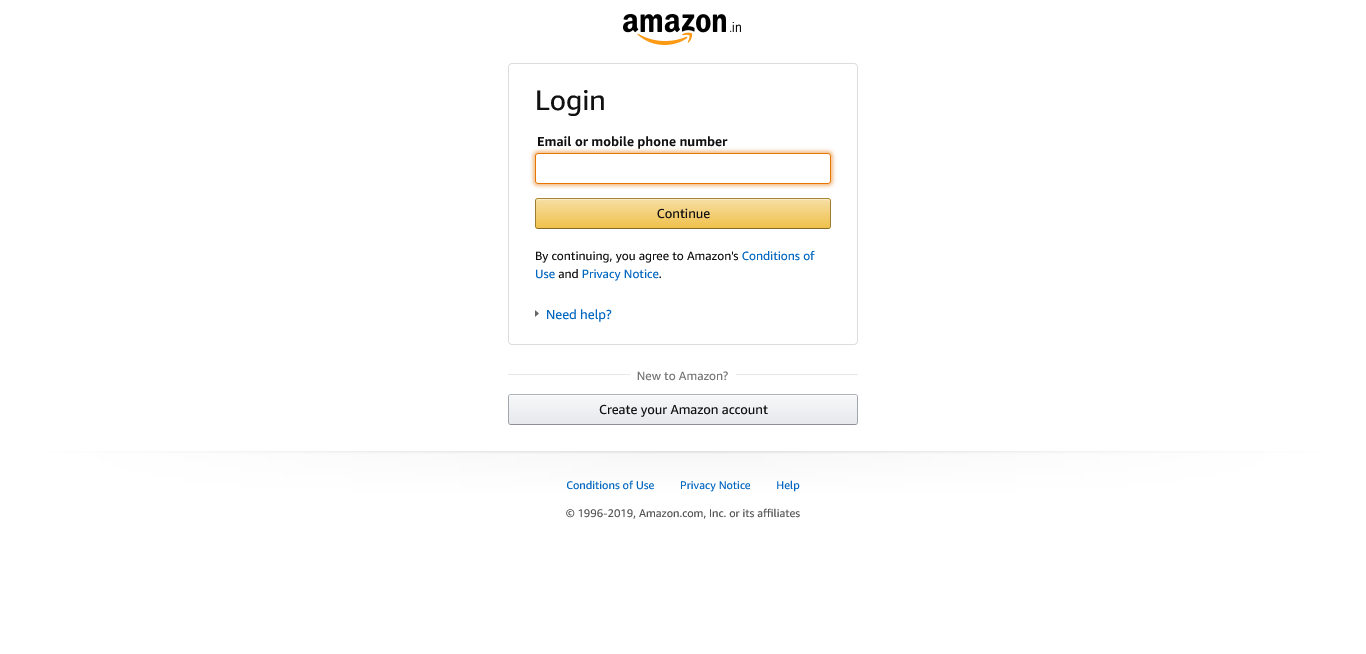 amazon.in
Login
Email or mobile phone number
Continue
By continuing, you agree to Amazon's Conditions of
Use and Privacy Notice.
Need help?
New to Amazon?
Create your Amazon account
Conditions of Use Privacy Notice Help
© 1996-2019, Amazon.com, Inc. or its affiliates